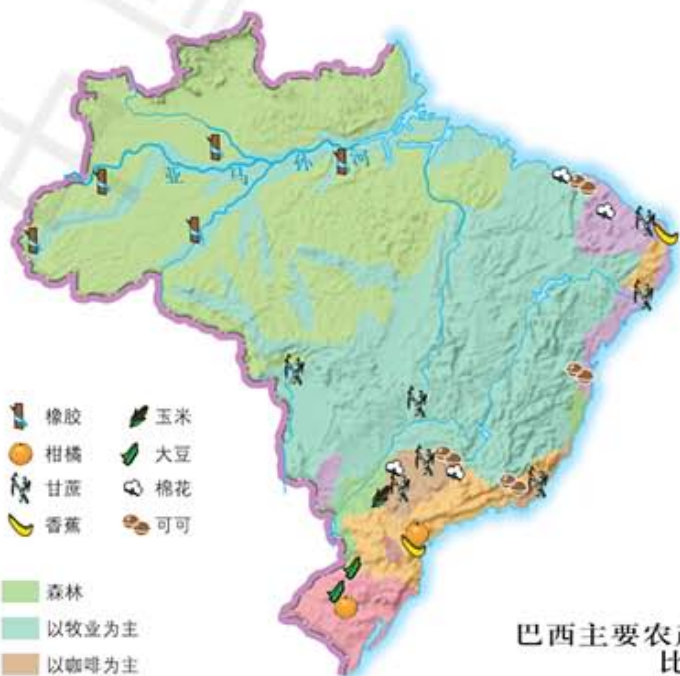 亚马孙河
橡胶
玉米
柑橘
大豆
甘蔗
棉花
香蕉
可可
森林
以牧业为主
以咖啡为主
巴西主要农
比